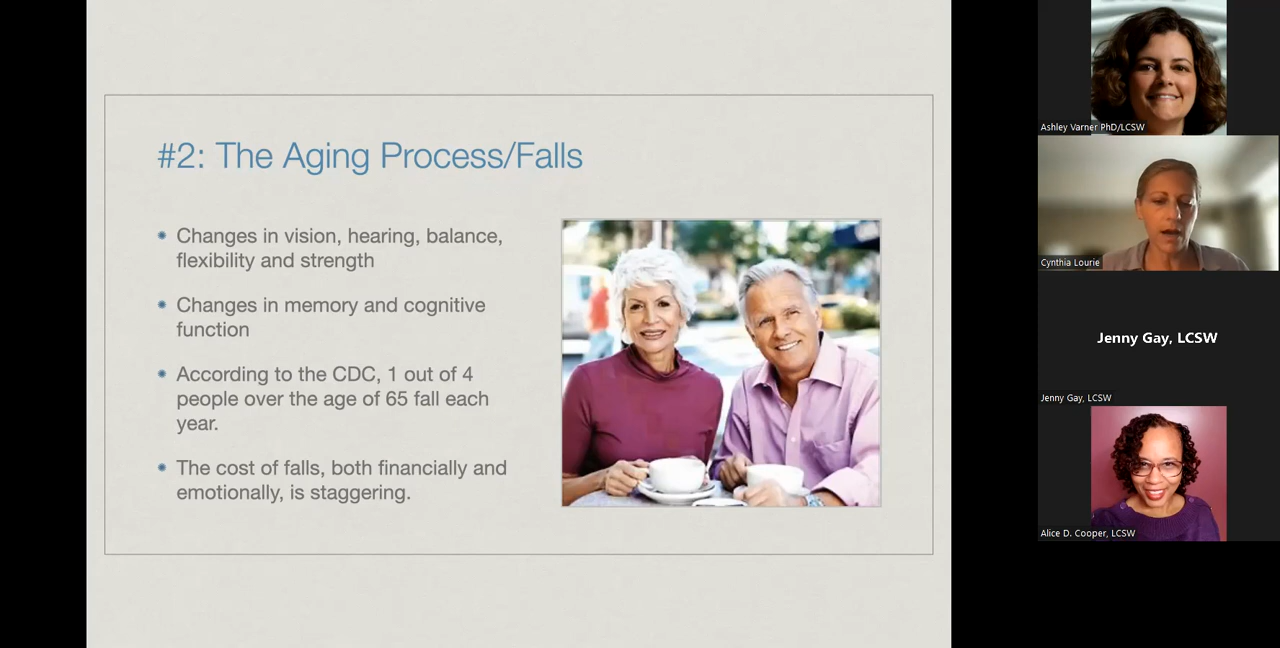 #2: The Aging Process/Falls
Changes in vision, hearing, balance,
flexibility and strength
Changes in memory and cognitive
function
According to the CDC, 1 out of 4
people over the age of 65 fall each
year.
The cost of falls, both financially and
emotionally, is staggering.
Ashley Varner PhD/LCSW
Cynthia Lourie
Jenny Gay, LCSW
Jenny Gay, LCSW
Alice D. Cooper, LCSW